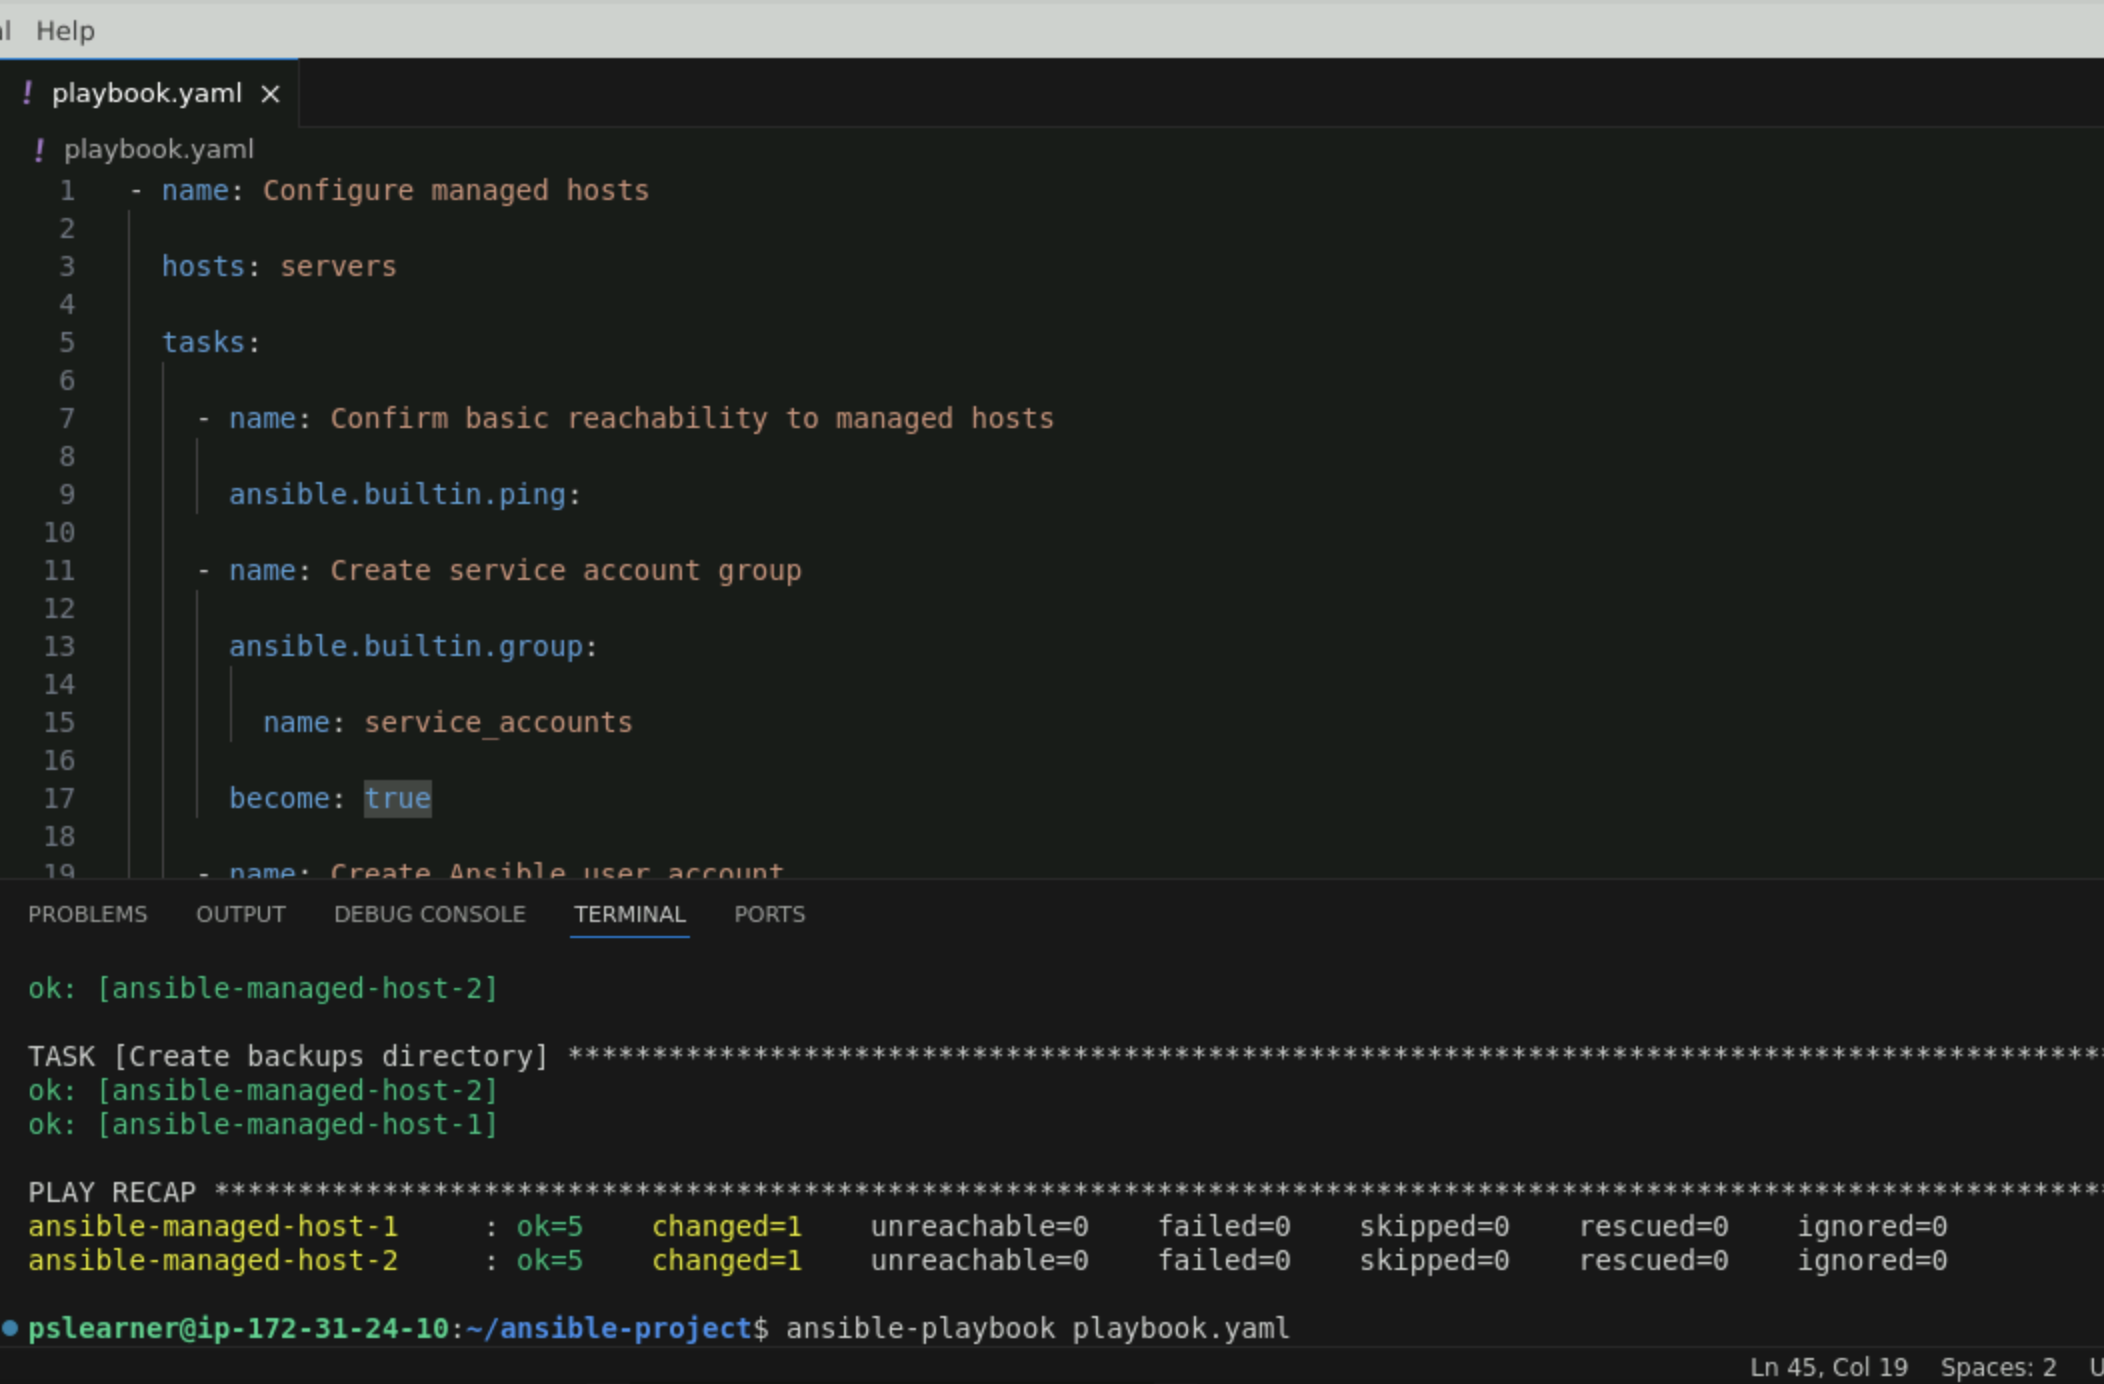 Help
playbook.yaml
playbook.yaml
1 - name: Configure managed hosts
2
3 hosts: servers
4
5 tasks:
6
7 - name: Confirm basic reachability to managed hosts
8
9 ansible.builtin.ping:
10
11 - name: Create service account group
12
13 ansible.builtin.group:
14
15 name: service_accounts
16
17 become: true
18
19 - name: Create Ansible user account
PROBLEMS OUTPUT DEBUG CONSOLE TERMINAL PORTS
ok: [ansible-managed-host-2]
TASK [Create backups directory] *******************************************************************************************
ok: [ansible-managed-host-2]
ok: [ansible-managed-host-1]
PLAY RECAP ****************************************************************************************************************
ansible-managed-host-1 : ok=5 changed=1 unreachable=0 failed=0 skipped=0 rescued=0 ignored=0
ansible-managed-host-2 : ok=5 changed=1 unreachable=0 failed=0 skipped=0 rescued=0 ignored=0
pslearner@ip-172-31-24-10:~/ansible-project$ ansible-playbook playbook.yaml
Ln 45, Col 19 Spaces: 2